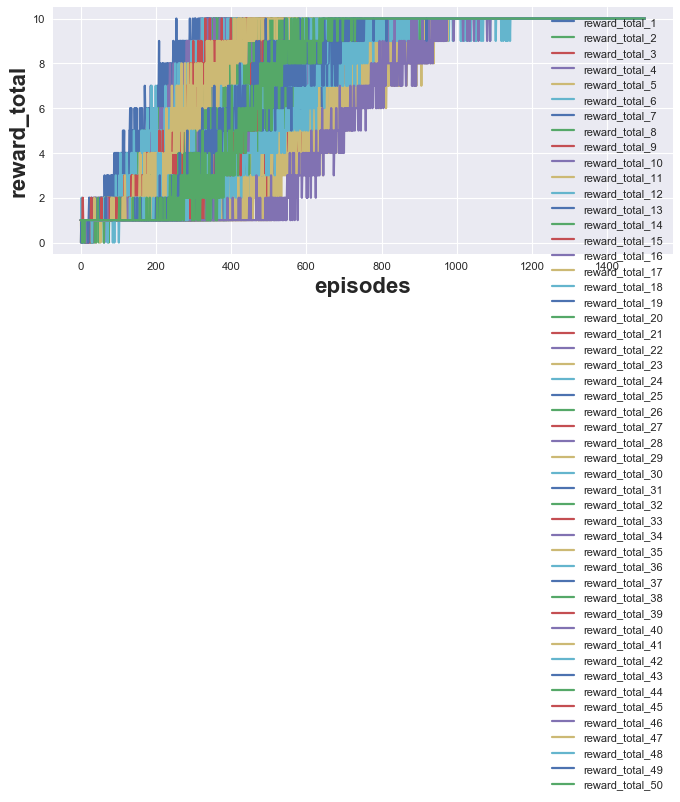 reward_total
10
8
6
4
2
0
0
200
400
600
800
1000
1200
1400
episodes
reward_total_1
reward_total_2
reward_total_3
reward_total_4
reward_total_5
reward_total_6
reward_total_7
reward_total_8
reward_total_9
reward_total_10
reward_total_11
reward_total_12
reward_total_13
reward_total_14
reward_total_15
reward_total_16
reward_total_17
reward_total_18
reward_total_19
reward_total_20
reward_total_21
reward_total_22
reward_total_23
reward_total_24
reward_total_25
reward_total_26
reward_total_27
reward_total_28
reward_total_29
reward_total_30
reward_total_31
reward_total_32
reward_total_33
reward_total_34
reward_total_35
reward_total_36
reward_total_37
reward_total_38
reward_total_39
reward_total_40
reward_total_41
reward_total_42
reward_total_43
reward_total_44
reward_total_45
reward_total_46
reward_total_47
reward_total_48
reward_total_49
reward_total_50